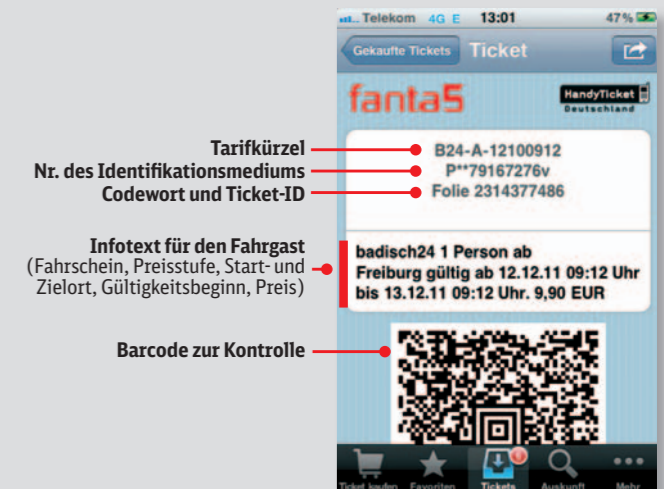 Telekom 4G E 13:01 47%
Gekaufte Tickets Ticket
fanta5
HandyTicket
Deutschland
Tarifkürzel
B24-A-12100912
Nr. des Identifikationsmediums
P**79167276v
Codewort und Ticket-ID
Folie 2314377486
Infotext für den Fahrgast
(Fahrschein, Preisstufe, Start- und
Zielort, Gültigkeitsbeginn, Preis)
badisch24 1 Person ab
Freiburg gültig ab 12.12.11 09:12 Uhr
bis 13.12.11 09:12 Uhr. 9,90 EUR
Barcode zur Kontrolle
Ticket kaufen Favoriten Tickets Auskunft Mehr